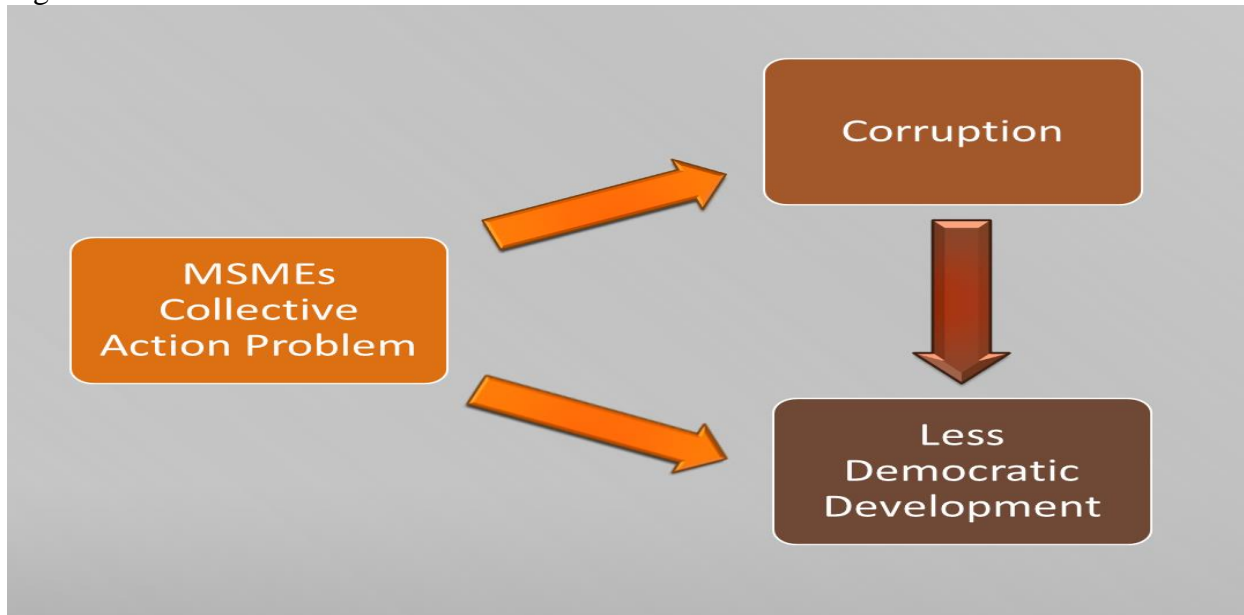 MSMEs
Collective
Action Problem
Corruption
Less
Democratic
Development